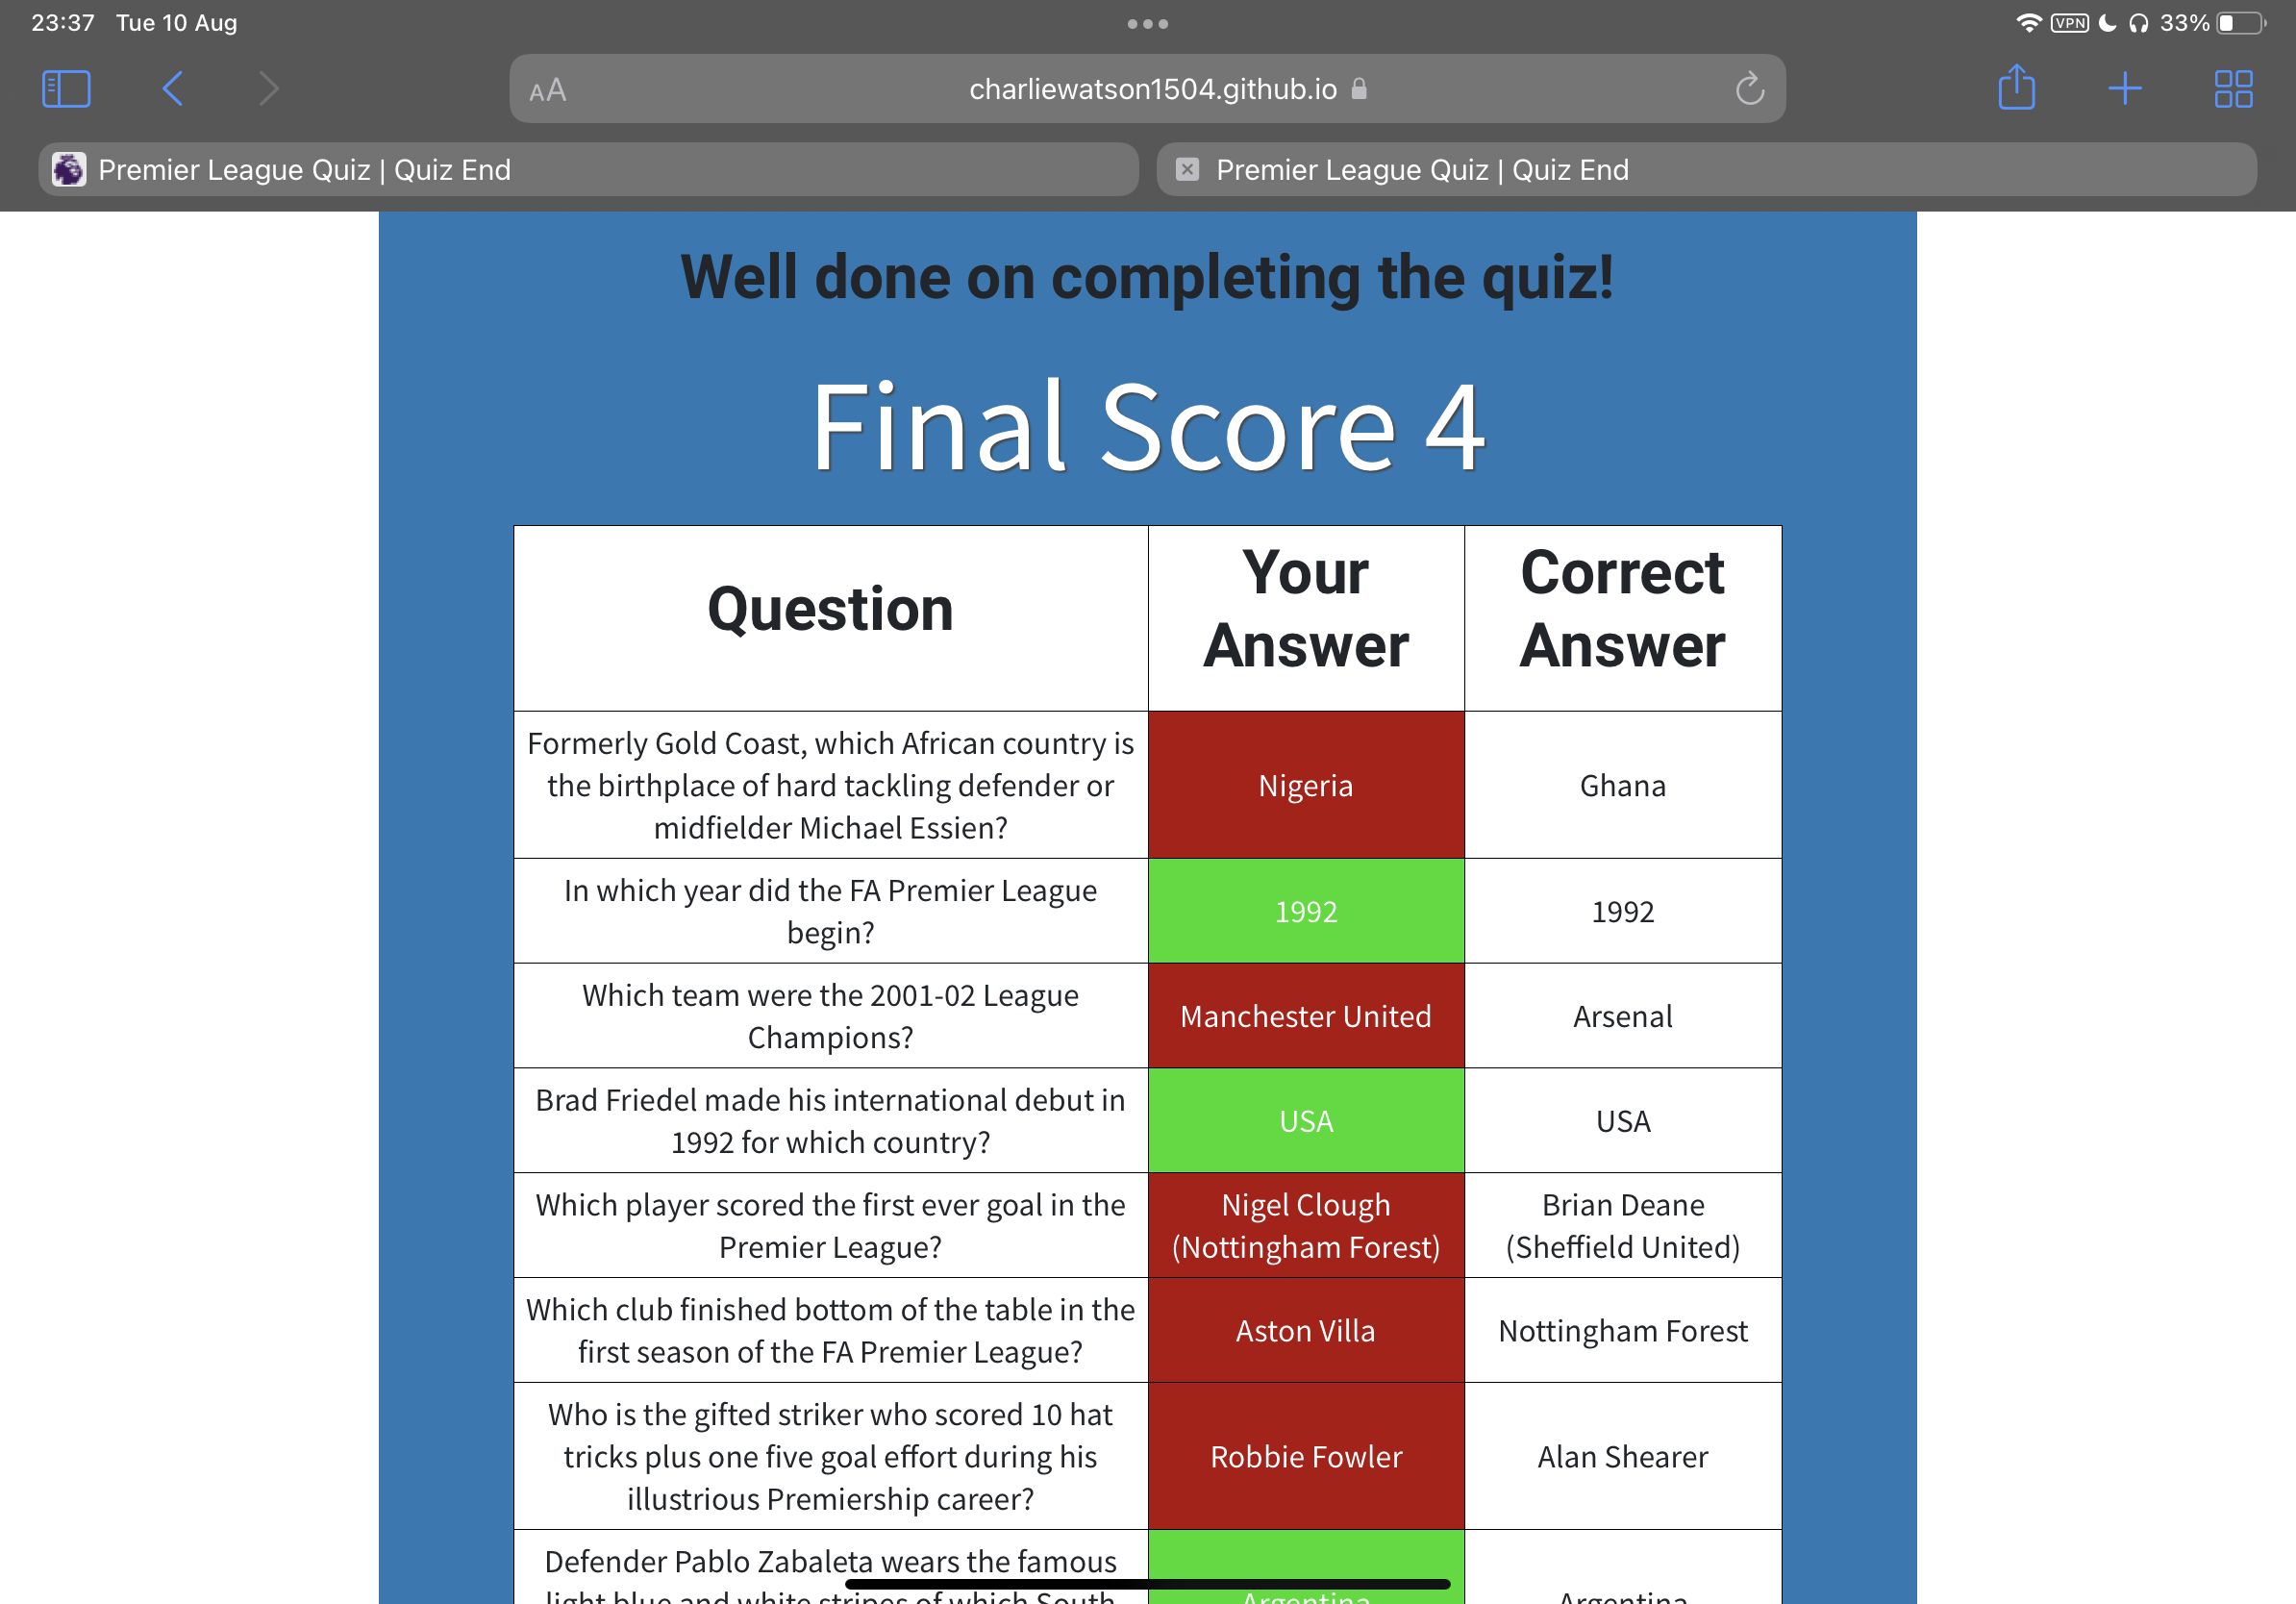 23:37 Tue 10 Aug
VPN 33%
AA charliewatson1504.github.io
Premier League Quiz | Quiz End
Premier League Quiz | Quiz End
Well done on completing the quiz!
Final Score 4
Question
Your
Answer
Correct
Answer
Formerly Gold Coast, which African country is
the birthplace of hard tackling defender or
midfielder Michael Essien?
Nigeria
Ghana
In which year did the FA Premier League
begin?
1992
1992
Which team were the 2001-02 League
Champions?
Manchester United
Arsenal
Brad Friedel made his international debut in
1992 for which country?
USA
USA
Which player scored the first ever goal in the
Premier League?
Nigel Clough
(Nottingham Forest)
Brian Deane
(Sheffield United)
Which club finished bottom of the table in the
first season of the FA Premier League?
Aston Villa
Nottingham Forest
Who is the gifted striker who scored 10 hat
tricks plus one five goal effort during his
illustrious Premiership career?
Robbie Fowler
Alan Shearer
Defender Pablo Zabaleta wears the famous
light blue and white stripes of which South
Argentina
Argentina